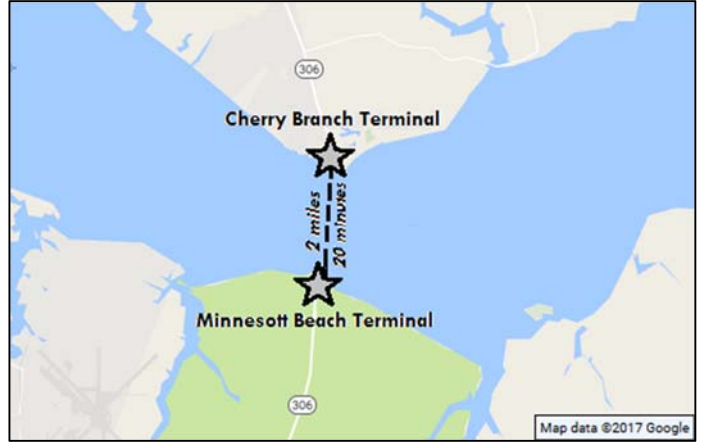 306
Cherry Branch Terminal
2 miles
20 minutes
Minnesott Beach Terminal
306
Map data ©2017 Google